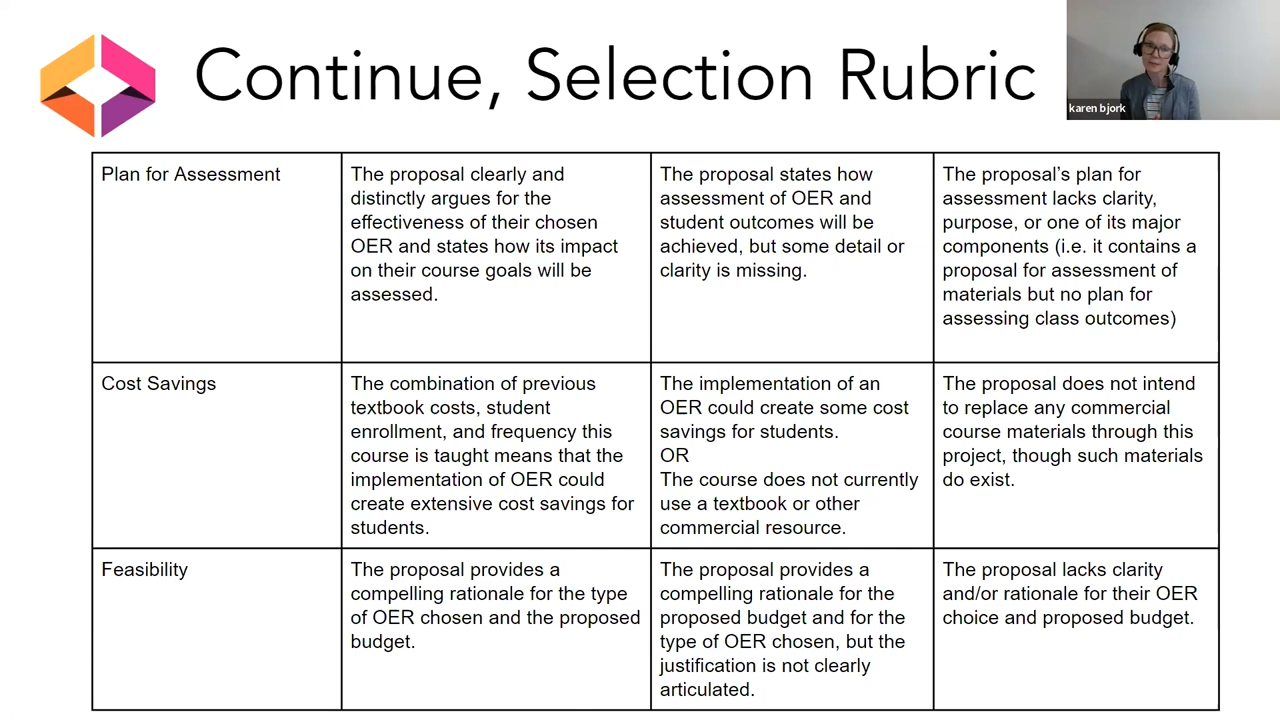 Continue, Selection Rubric
karen bjork
Plan for Assessment
The proposal clearly and
distinctly argues for the
effectiveness of their chosen
OER and states how its impact
on their course goals will be
assessed.
The proposal states how
assessment of OER and
student outcomes will be
achieved, but some detail or
clarity is missing.
The proposal’s plan for
assessment lacks clarity,
purpose, or one of its major
components (i.e. it contains a
proposal for assessment of
materials but no plan for
assessing class outcomes)
Cost Savings
The combination of previous
textbook costs, student
enrollment, and frequency this
course is taught means that the
implementation of OER could
create extensive cost savings for
students.
The implementation of an
OER could create some cost
savings for students.
OR
The course does not currently
use a textbook or other
commercial resource.
The proposal does not intend
to replace any commercial
course materials through this
project, though such materials
do exist.
Feasibility
The proposal provides a
compelling rationale for the type
of OER chosen and the proposed
budget.
The proposal provides a
compelling rationale for the
proposed budget and for the
type of OER chosen, but the
justification is not clearly
articulated.
The proposal lacks clarity
and/or rationale for their OER
choice and proposed budget.